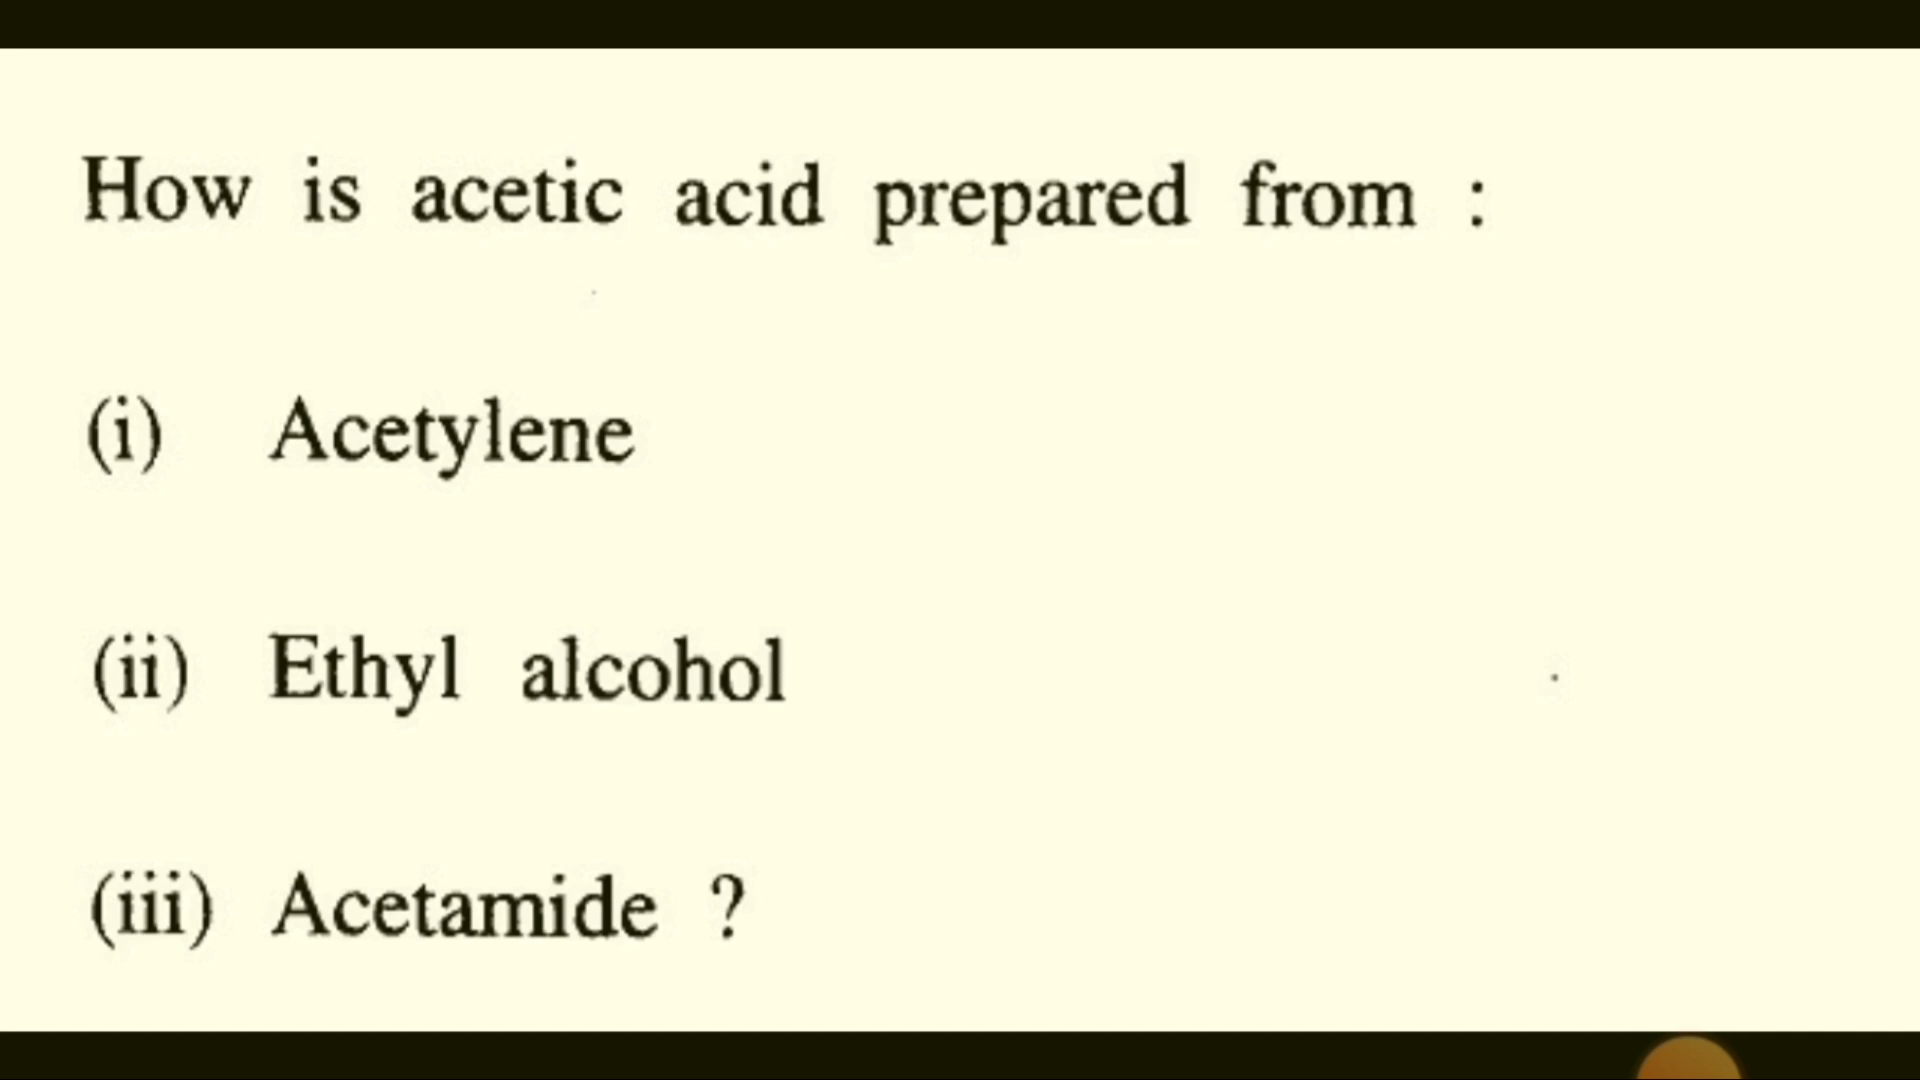 How is acetic acid prepared from :
(i) Acetylene
(ii) Ethyl alcohol
(iii) Acetamide ?